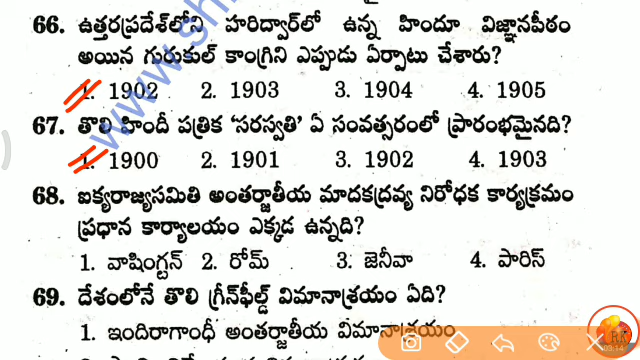 66. ఉత్తరప్రదేశ్‌లోని హరిద్వార్‌లో ఉన్న హిందూ విజ్ఞానపీఠం
అయిన గురుకుల్ కాంగ్రిని ఎప్పుడు ఏర్పాటు చేశారు?
1. 1902 2. 1903 3. 1904 4. 1905
67. తొలి హిందీ పత్రిక 'సరస్వతి' ఏ సంవత్సరంలో ప్రారంభమైనది?
1. 1900 2. 1901 3. 1902 4. 1903
68. ఐక్యరాజ్యసమితి అంతర్జాతీయ మాదకద్రవ్య నిరోధక కార్యక్రమం
ప్రధాన కార్యాలయం ఎక్కడ ఉన్నది?
1. వాషింగ్టన్ 2. రోమ్ 3. జెనీవా 4. పారిస్
69. దేశంలోనే తొలి గ్రీన్‌ఫీల్డ్ విమానాశ్రయం ఏది?
1. ఇందిరాగాంధీ అంతర్జాతీయ విమానాశ్రయం